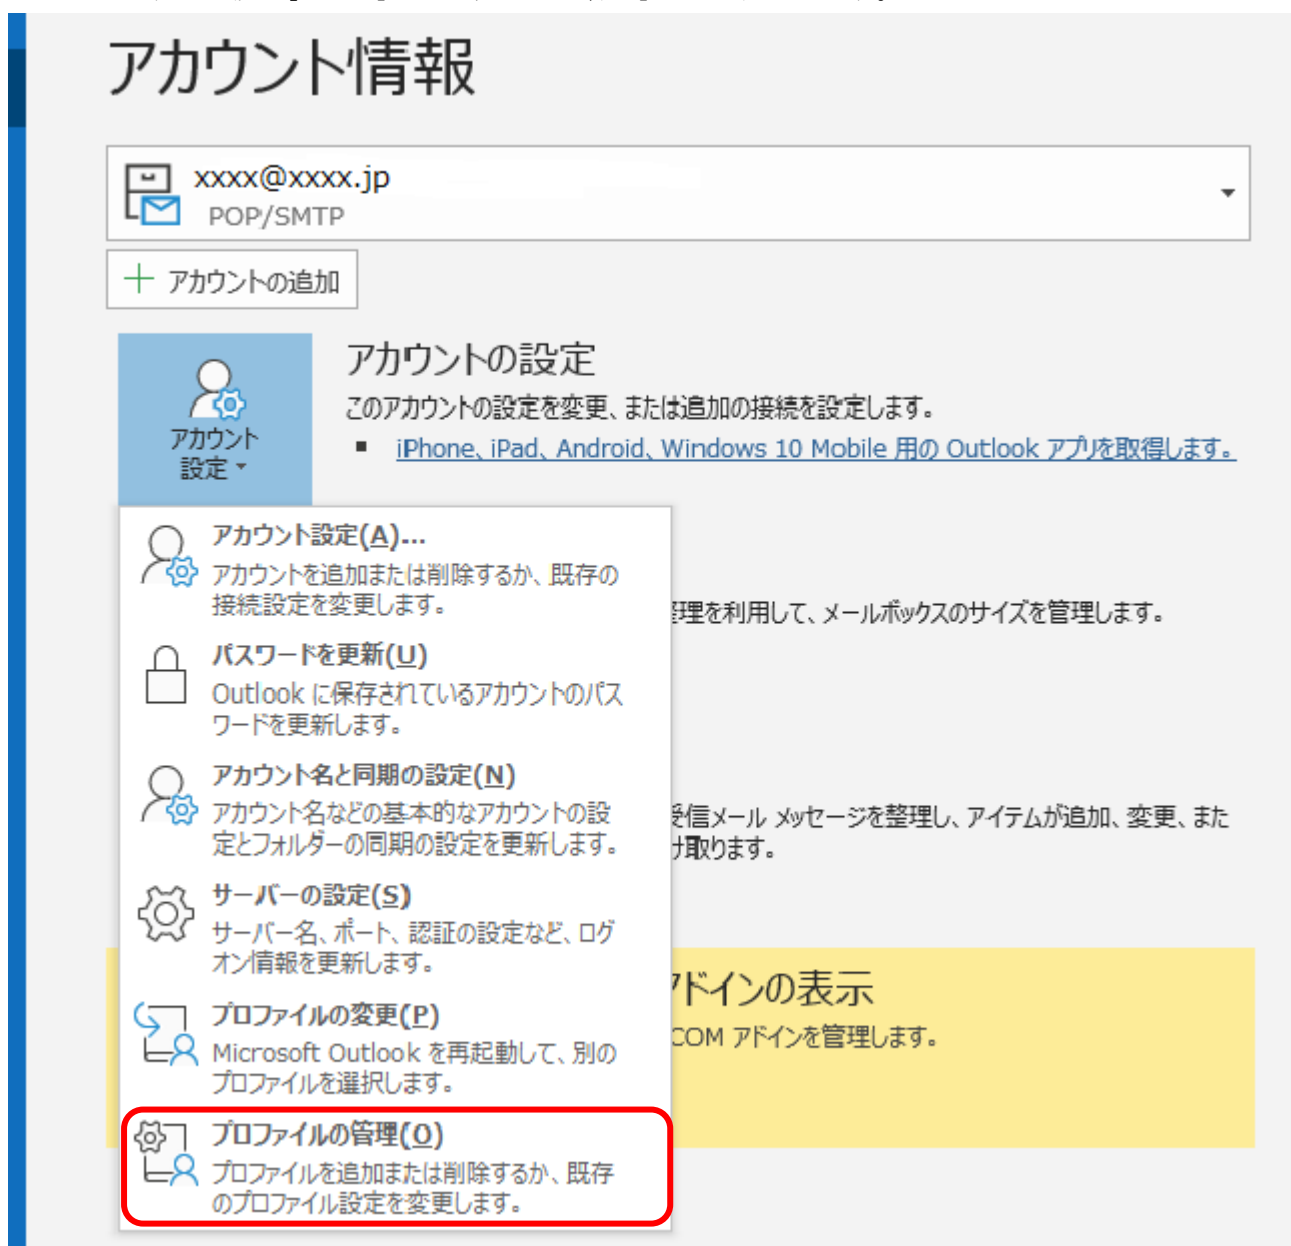 アカウント情報
xxxx@xxxx.jp
POP/SMTP
アカウントの追加
アカウント
設定
アカウントの設定
このアカウントの設定を変更、または追加の接続を設定します。
■ iPhone、iPad、Android、Windows 10 Mobile 用の Outlook アプリを取得します。
アカウント設定(A)...
アカウントを追加または削除するか、既存の
接続設定を変更します。
理を利用して、メールボックスのサイズを管理します。
パスワードを更新(U)
Outlook に保存されているアカウントのパス
ワードを更新します。
アカウント名と同期の設定(N)
アカウント名などの基本的なアカウントの設
定とフォルダーの同期の設定を更新します。
受信メール メッセージを整理し、アイテムが追加、変更、また
け取ります。
サーバーの設定(S)
サーバー名、ポート、認証の設定など、ログ
オン情報を更新します。
アドインの表示
COM アドインを管理します。
プロファイルの変更(P)
Microsoft Outlook を再起動して、別の
プロファイルを選択します。
プロファイルの管理(O)
プロファイルを追加または削除するか、既存
のプロファイル設定を変更します。